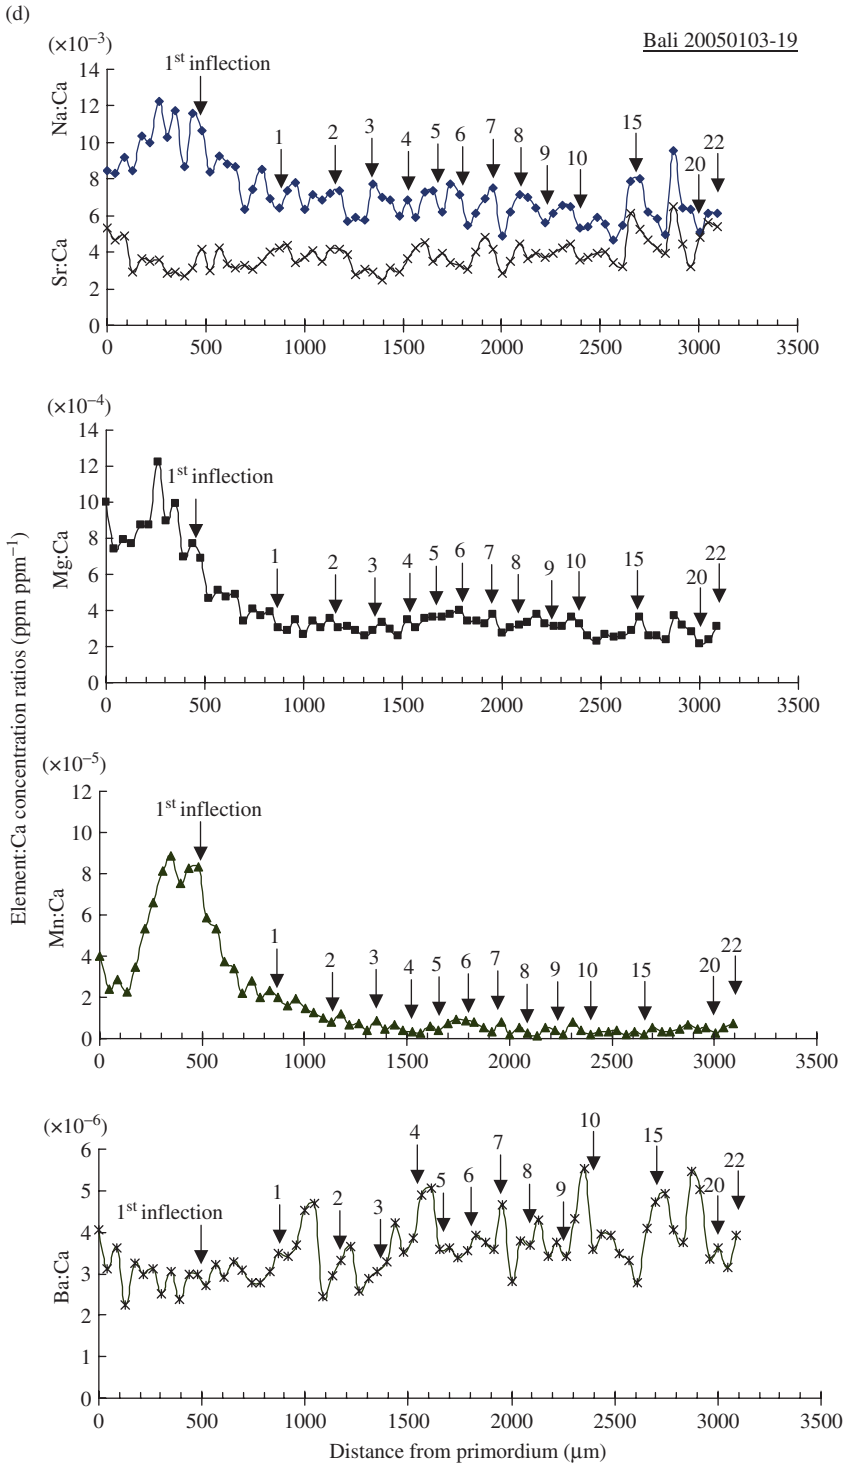 (d)
(×10⁻³)
Bali 20050103-19
Na:Ca
Sr:Ca
14
12
10
8
6
4
2
0
1st inflection
1 2 3 4 5 6 7 8 9 10 15 20 22
0 500 1000 1500 2000 2500 3000 3500
Element:Ca concentration ratios (ppm ppm⁻¹)
(×10⁻⁴)
Mg:Ca
14
12
10
8
6
4
2
0
1st inflection
1 2 3 4 5 6 7 8 9 10 15 20 22
0 500 1000 1500 2000 2500 3000 3500
(×10⁻⁵)
Mn:Ca
12
10
8
6
4
2
0
1st inflection
1 2 3 4 5 6 7 8 9 10 15 20 22
0 500 1000 1500 2000 2500 3000 3500
(×10⁻⁶)
Ba:Ca
6
5
4
3
2
1
0
1st inflection
1 2 3 4 5 6 7 8 9 10 15 20 22
0 500 1000 1500 2000 2500 3000 3500
Distance from primordium (μm)